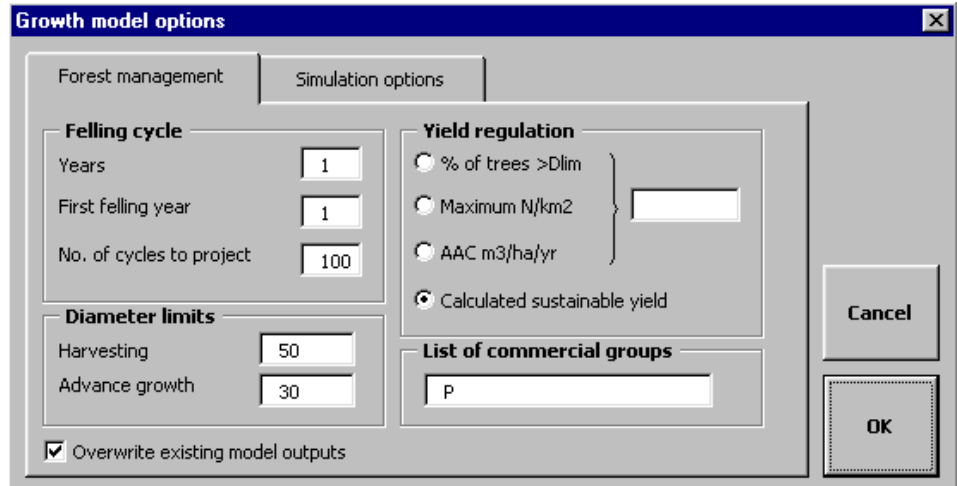 Growth model options
Forest management
Simulation options
Felling cycle
Years 1
First felling year 1
No. of cycles to project 100
Diameter limits
Harvesting 50
Advance growth 30
Overwrite existing model outputs
Yield regulation
% of trees >Dlim
Maximum N/km2
AAC m3/ha/yr
Calculated sustainable yield
List of commercial groups
P
Cancel
OK